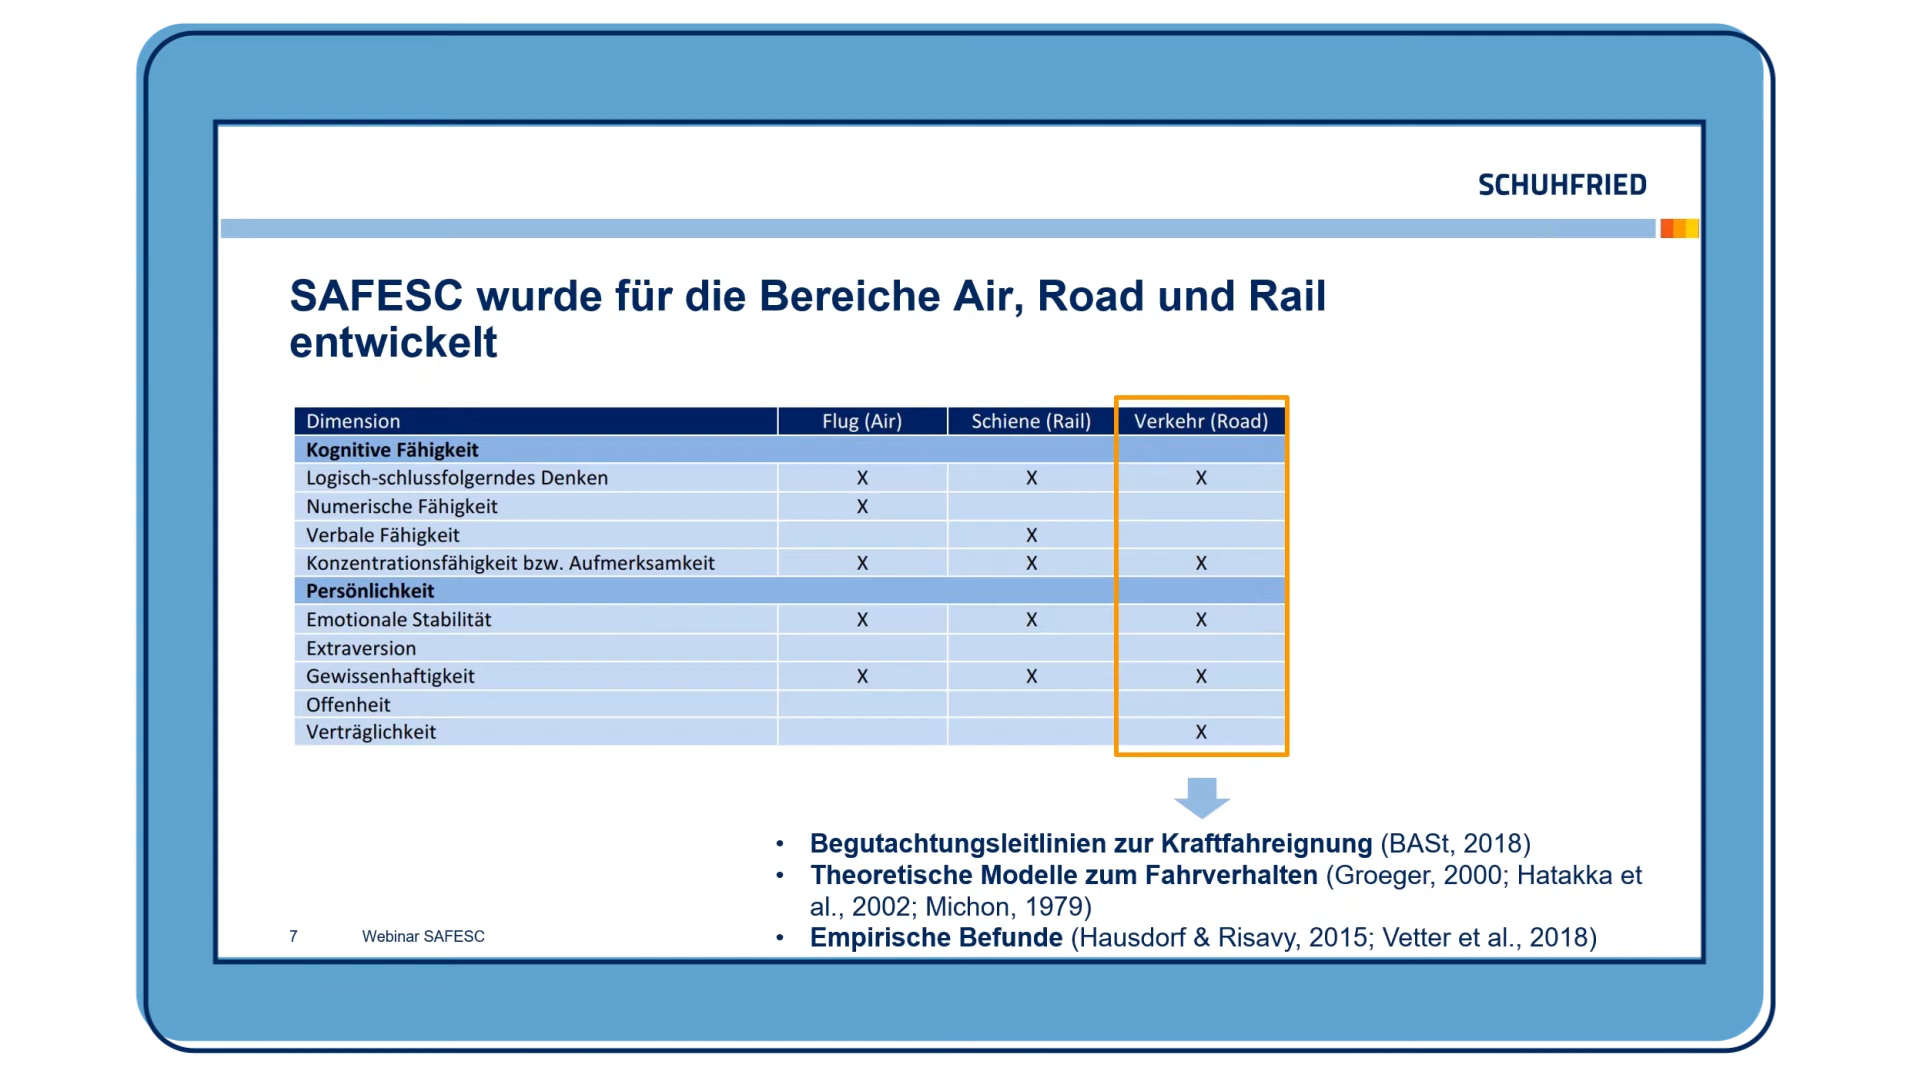 SCHUHFRIED
SAFESC wurde für die Bereiche Air, Road und Rail
entwickelt
Dimension Flug (Air) Schiene (Rail) Verkehr (Road)
Kognitive Fähigkeit
Logisch-schlussfolgerndes Denken X X X
Numerische Fähigkeit X
Verbale Fähigkeit X
Konzentrationsfähigkeit bzw. Aufmerksamkeit X X X
Persönlichkeit
Emotionale Stabilität X X X
Extraversion
Gewissenhaftigkeit X X X
Offenheit
Verträglichkeit X
• Begutachtungsleitlinien zur Kraftfahreignung (BASt, 2018)
• Theoretische Modelle zum Fahrverhalten (Groeger, 2000; Hatakka et
al., 2002; Michon, 1979)
• Empirische Befunde (Hausdorf & Risavy, 2015; Vetter et al., 2018)
7 Webinar SAFESC